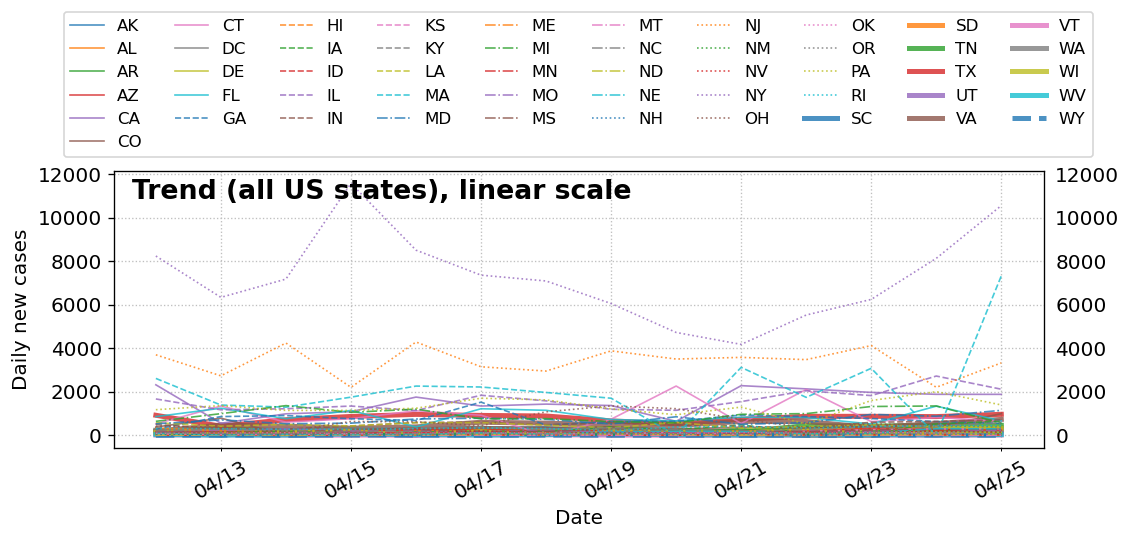 AK CT HI KS ME MT NJ OK SD VT
AL DC IA KY MI NC NM OR TN WA
AR DE ID LA MN ND NV PA TX WI
AZ FL IL MA MO NE NY RI UT WV
CA GA IN MD MS NH OH SC VA WY
CO
Trend (all US states), linear scale
12000 12000
10000 10000
8000 8000
6000 6000
4000 4000
2000 2000
0 0
Daily new cases
04/13 04/15 04/17 04/19 04/21 04/23 04/25
Date